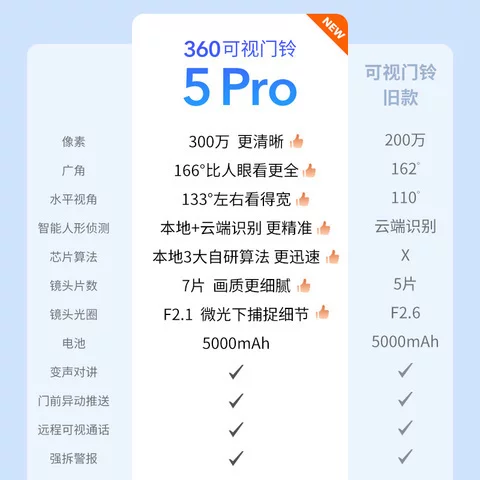 NEW
360可视门铃
5 Pro
可视门铃
旧款
像素 300万 更清晰 200万
广角 166°比人眼看更全 162°
水平视角 133°左右看得宽 110°
智能人形侦测 本地+云端识别 更精准 云端识别
芯片算法 本地3大自研算法 更迅速 X
镜头片数 7片 画质更细腻 5片
镜头光圈 F2.1 微光下捕捉细节 F2.6
电池 5000mAh 5000mAh
变声对讲 ✓ ✓
门前异动推送 ✓ ✓
远程可视通话 ✓ ✓
强拆警报 ✓ ✓